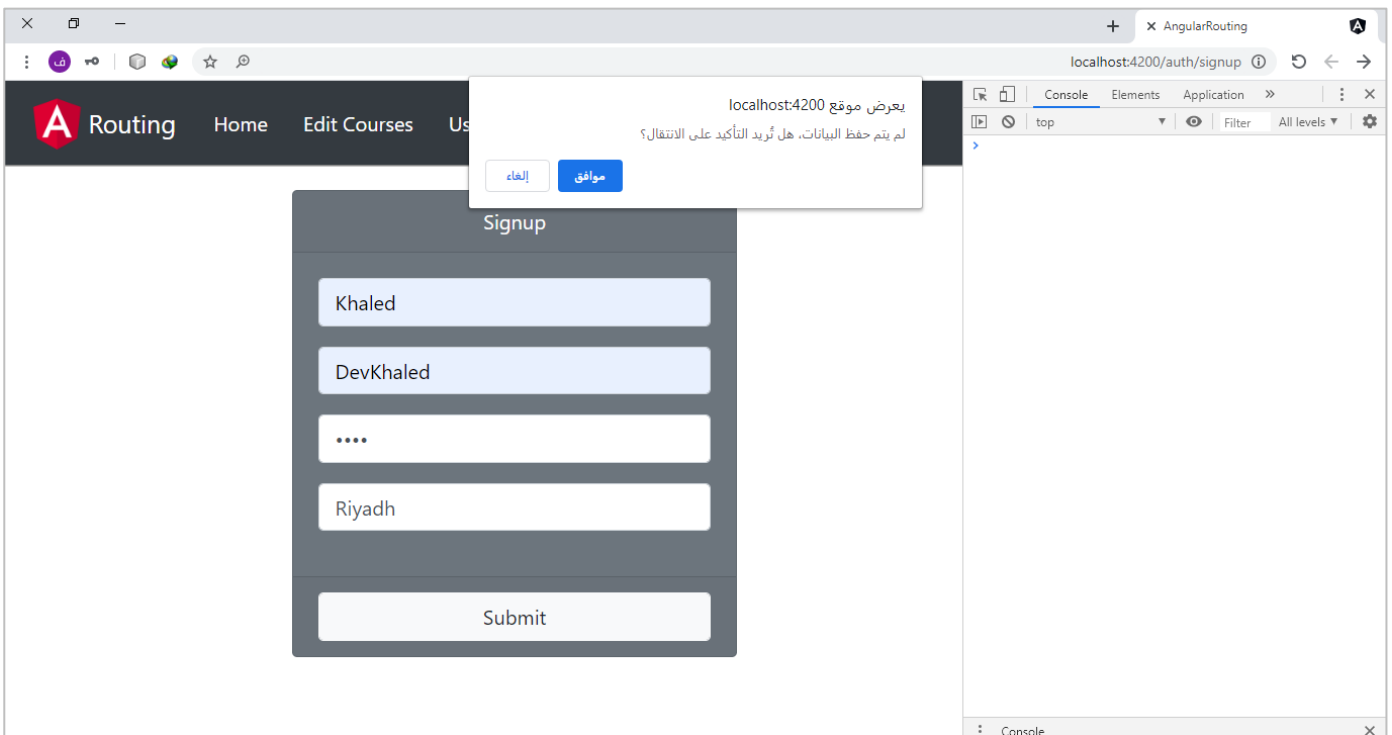 AngularRouting
localhost:4200/auth/signup
ف
Routing Home Edit Courses Us
يعرض موقع localhost:4200
لم يتم حفظ البيانات، هل تُريد التأكيد على الانتقال؟
موافق إلغاء
Signup
Khaled
DevKhaled
••••
Riyadh
Submit
Console Elements Application »
top Filter All levels
>
Console